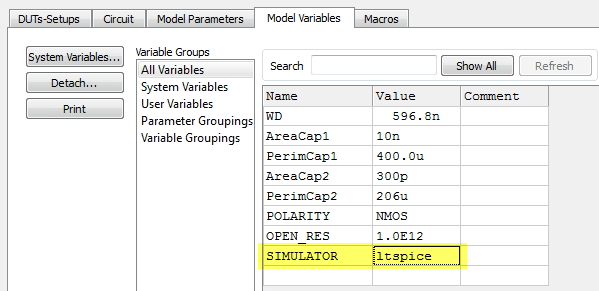 DUTs-Setups Circuit Model Parameters Model Variables Macros
System Variables...
Detach...
Print
Variable Groups
All Variables
System Variables
User Variables
Parameter Groupings
Variable Groupings
Search Show All Refresh
Name Value Comment
WD 596.8n
AreaCap1 10n
PerimCap1 400.0u
AreaCap2 300p
PerimCap2 206u
POLARITY NMOS
OPEN_RES 1.0E12
SIMULATOR ltspice